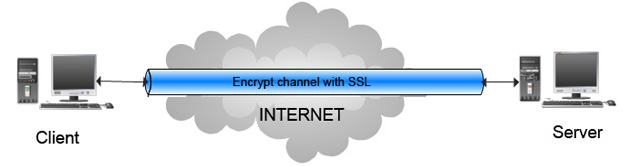 Encrypt channel with SSL
INTERNET
Client
Server